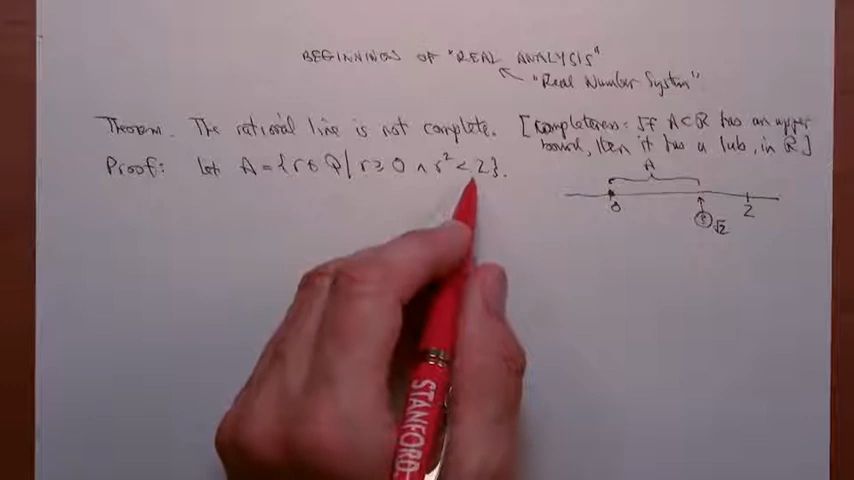 BEGINNINGS OF "REAL ANALYSIS"
"Real Number System"
Theorem. The rational line is not complete. [Completeness: If A⊂R has an upper
bound, then it has a lub, in R]
Proof: Let A = {r ∈ Q | r ≥ 0 ∧ r² < 2}.
A
0
2
√2
STANFORD